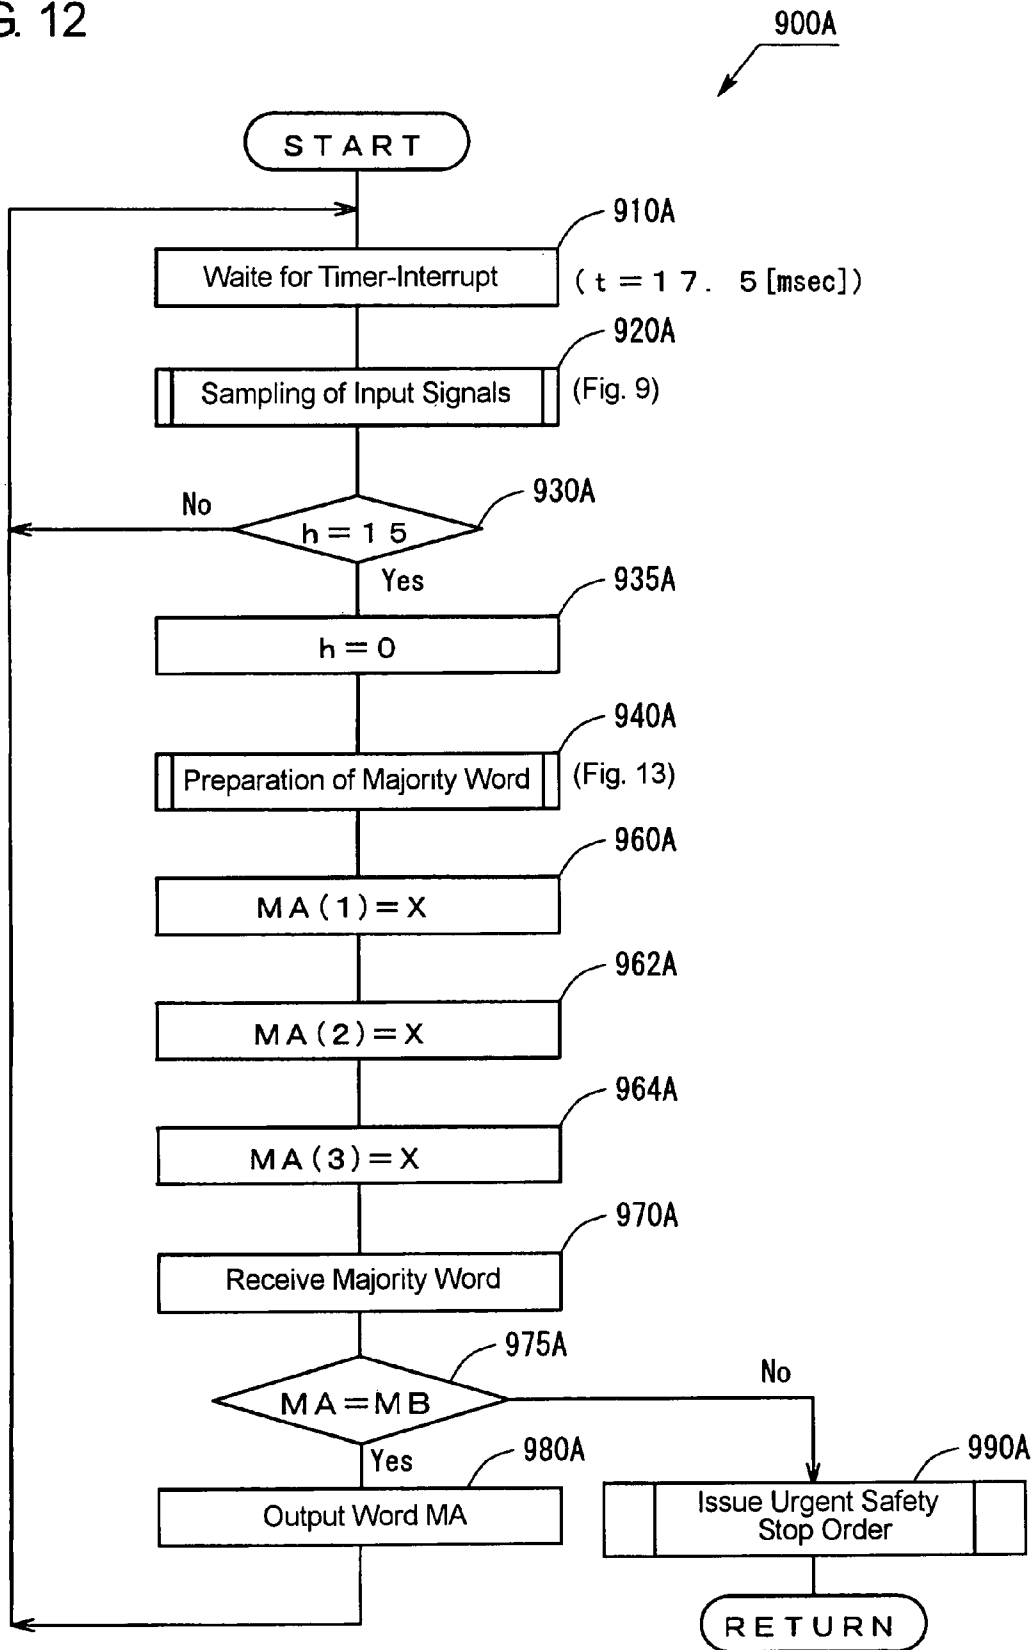 G. 12
900A
START
910A
Waite for Timer-Interrupt
(t=17.5[msec])
920A
Sampling of Input Signals
(Fig. 9)
930A
No
h=15
Yes
935A
h=0
940A
Preparation of Majority Word
(Fig. 13)
960A
MA(1)=X
962A
MA(2)=X
964A
MA(3)=X
970A
Receive Majority Word
975A
No
MA=MB
Yes
980A
990A
Output Word MA
Issue Urgent Safety
Stop Order
RETURN